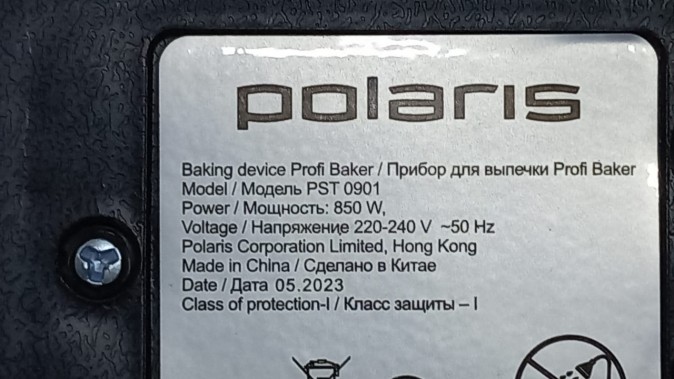 polaris
Baking device Profi Baker / Прибор для выпечки Profi Baker
Model / Модель PST 0901
Power / Мощность: 850 W,
Voltage / Напряжение 220-240 V ~50 Hz
Polaris Corporation Limited, Hong Kong
Made in China / Сделано в Китае
Date / Дата 05.2023
Class of protection-I / Класс защиты – I